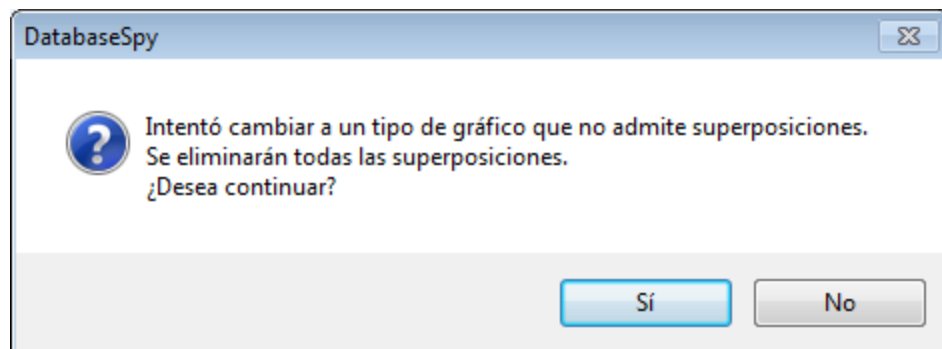 DatabaseSpy
Intentó cambiar a un tipo de gráfico que no admite superposiciones.
Se eliminarán todas las superposiciones.
¿Desea continuar?
Sí
No